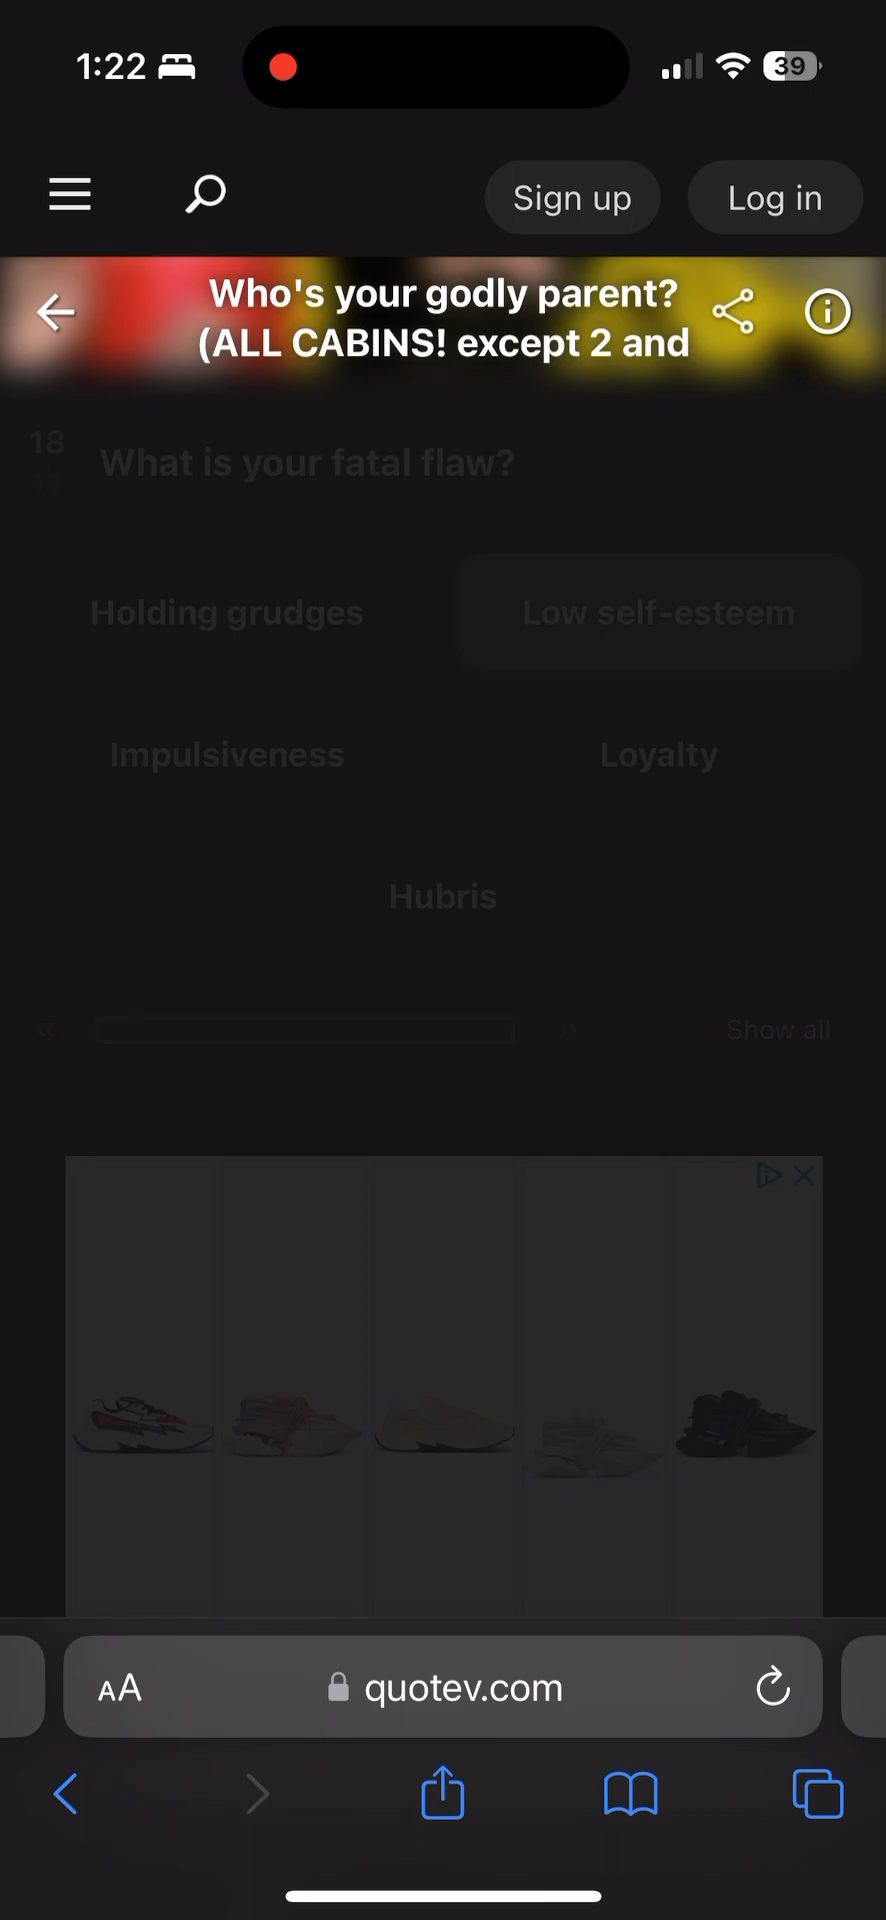 1:22
39
Sign up
Log in
Who's your godly parent?
(ALL CABINS! except 2 and
18
What is your fatal flaw?
Holding grudges
Low self-esteem
Impulsiveness
Loyalty
Hubris
« » Show all
AA quotev.com